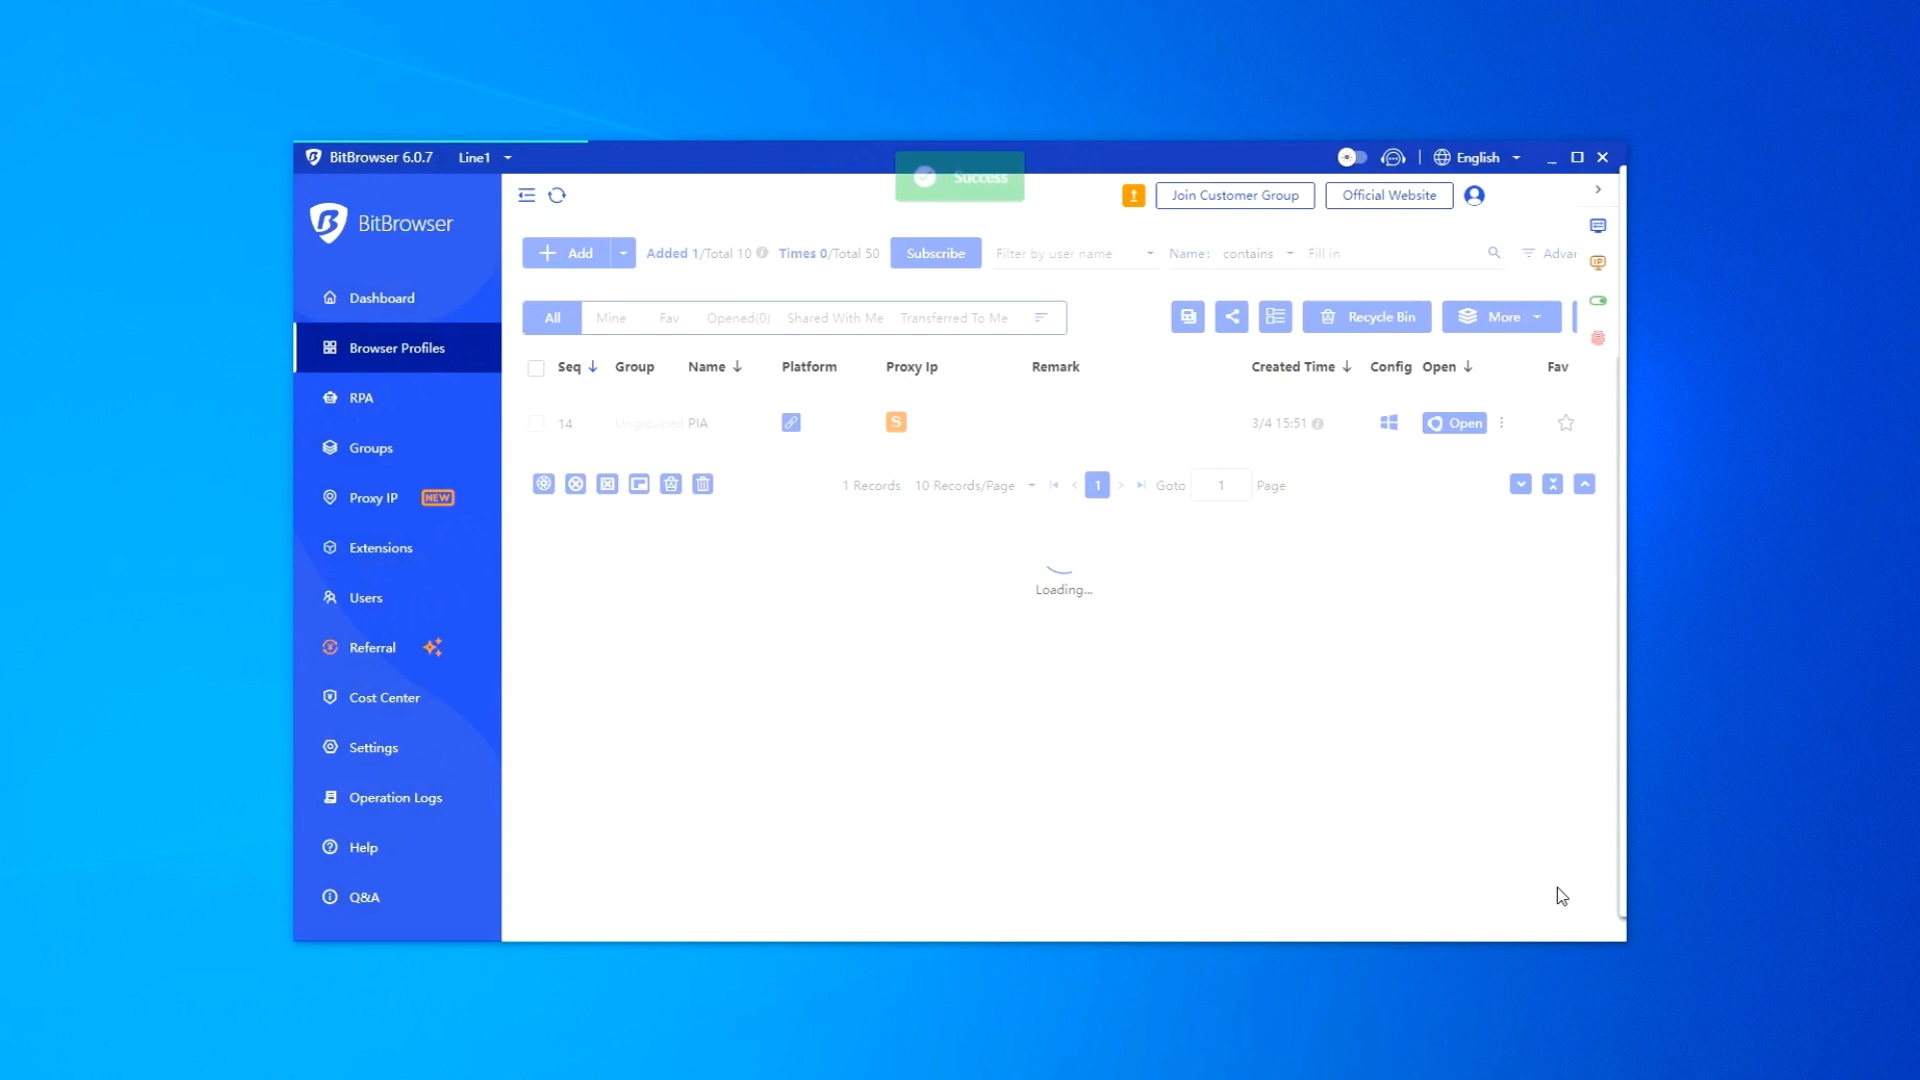 BitBrowser 6.0.7 Line1 English
Success
BitBrowser
Join Customer Group Official Website
Add Added 1/Total 10 Times 0/Total 50 Subscribe Filter by user name Name: contains Fill in Advan
All Mine Fav Opened(0) Shared With Me Transferred To Me Recycle Bin More
Seq Group Name Platform Proxy Ip Remark Created Time Config Open Fav
14 Ungrouped PIA S 3/4 15:51 Open
1 Records 10 Records/Page 1 Goto 1 Page
Loading...
Dashboard
Browser Profiles
RPA
Groups
Proxy IP NEW
Extensions
Users
Referral
Cost Center
Settings
Operation Logs
Help
Q&A
IP